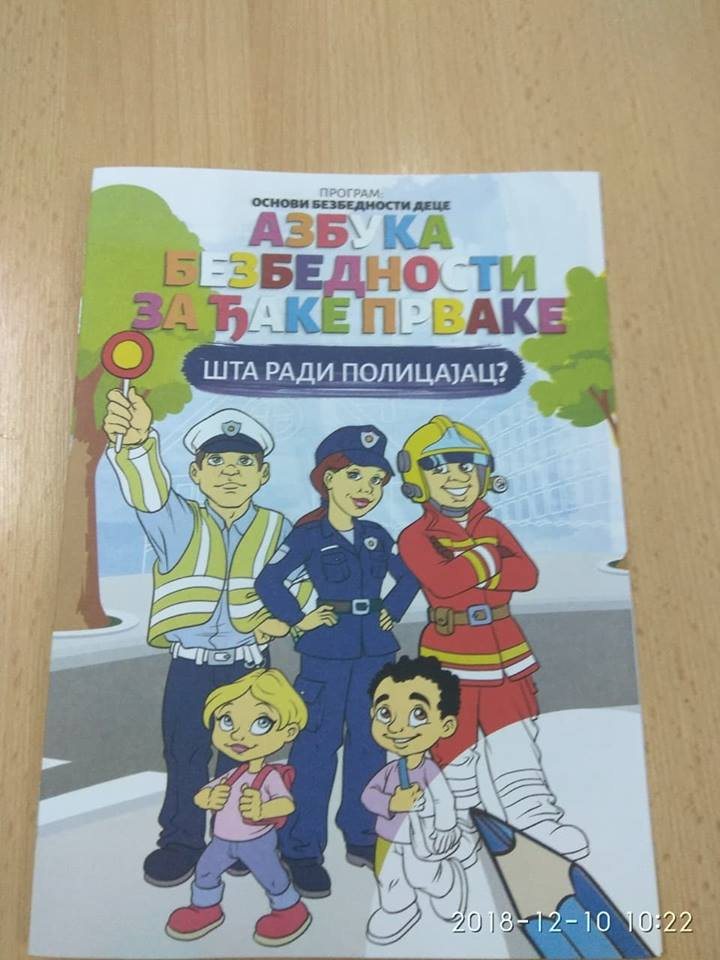 ПРОГРАМ:
ОСНОВИ БЕЗБЕДНОСТИ ДЕЦЕ
АЗБУКА
БЕЗБЕДНОСТИ
ЗА ЂАКЕ ПРВАКЕ
ШТА РАДИ ПОЛИЦАЈАЦ?
2018-12-10 10:22